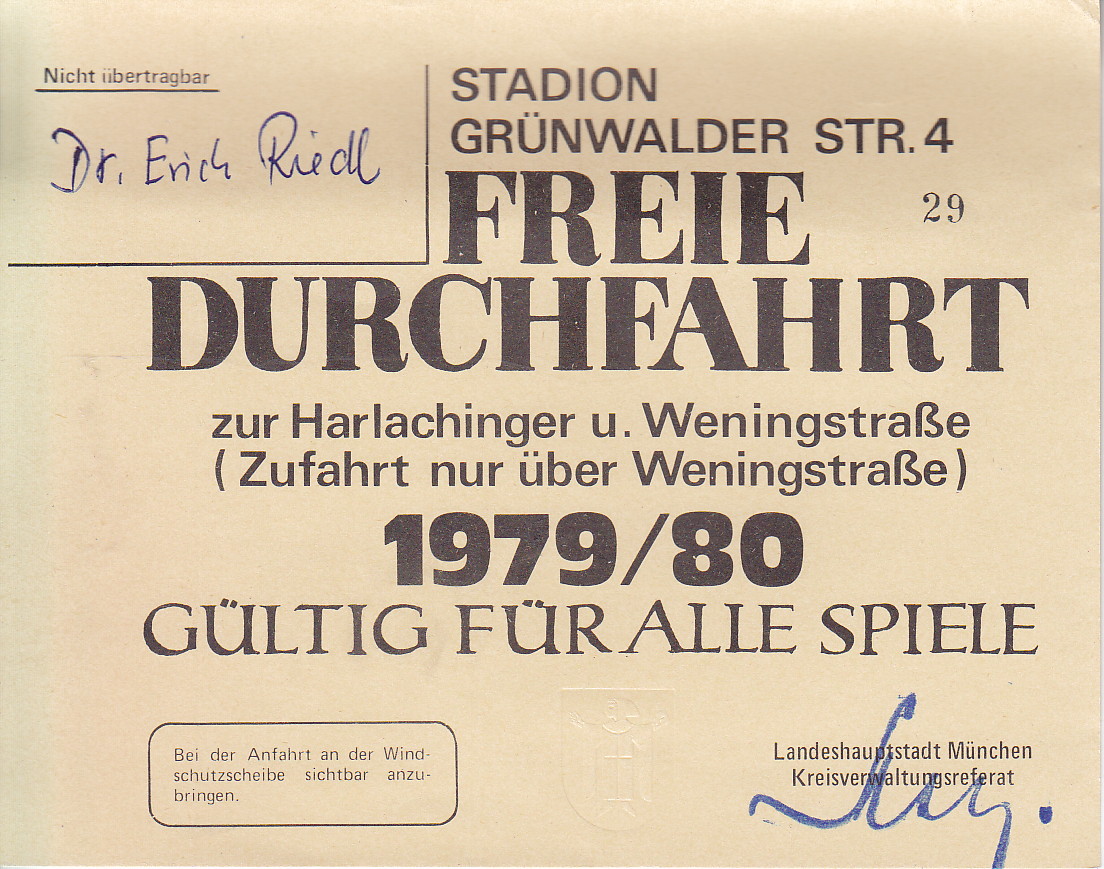 Nicht übertragbar
Dr. Erich Riedl
STADION
GRÜNWALDER STR. 4
FREIE
29
DURCHFAHRT
zur Harlachinger u. Weningstraße
(Zufahrt nur über Weningstraße)
1979/80
GÜLTIG FÜR ALLE SPIELE
Bei der Anfahrt an der Wind-
schutzscheibe sichtbar anzu-
bringen.
Landeshauptstadt München
Kreisverwaltungsreferat